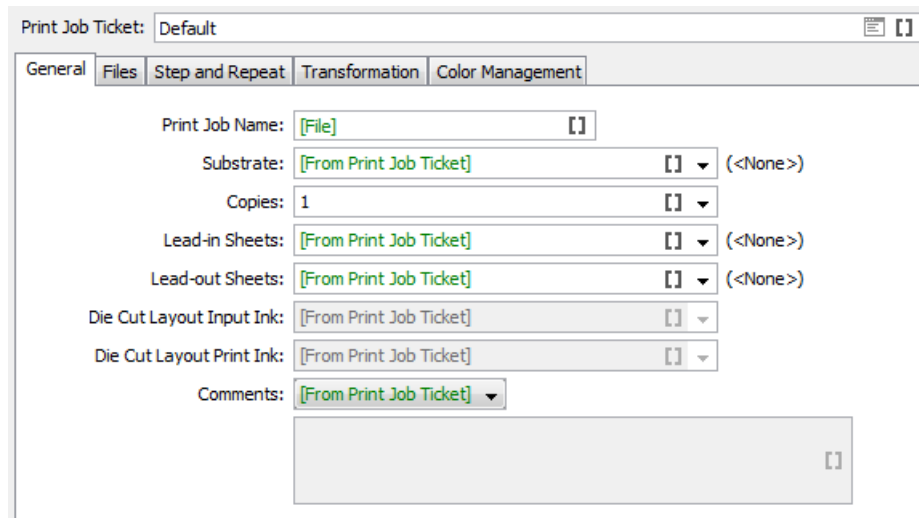 Print Job Ticket: Default
General Files Step and Repeat Transformation Color Management
Print Job Name: [File]
Substrate: [From Print Job Ticket] (<None>)
Copies: 1
Lead-in Sheets: [From Print Job Ticket] (<None>)
Lead-out Sheets: [From Print Job Ticket] (<None>)
Die Cut Layout Input Ink: [From Print Job Ticket]
Die Cut Layout Print Ink: [From Print Job Ticket]
Comments: [From Print Job Ticket]